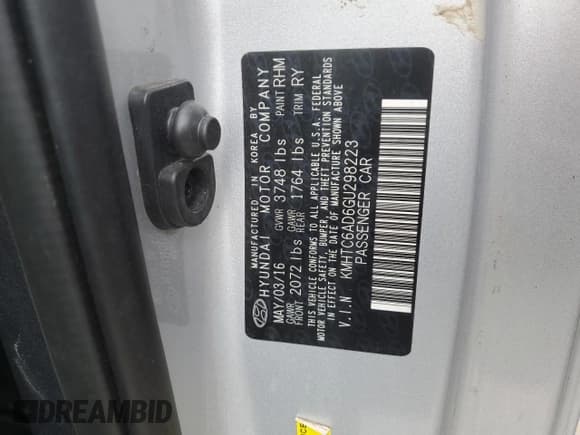 MANUFACTURED IN KOREA BY
HYUNDAI MOTOR COMPANY
MAY/03/16 GVWR 3748 lbs PAINT RHM
GAWR FRONT 2072 lbs GAWR REAR 1764 lbs TRIM RY
THIS VEHICLE CONFORMS TO ALL APPLICABLE U.S.A. FEDERAL
MOTOR VEHICLE SAFETY, BUMPER, AND THEFT PREVENTION STANDARDS
IN EFFECT ON THE DATE OF MANUFACTURE SHOWN ABOVE
V.I.N KMHTC6AD6GU298223
PASSENGER CAR
DREAMBID